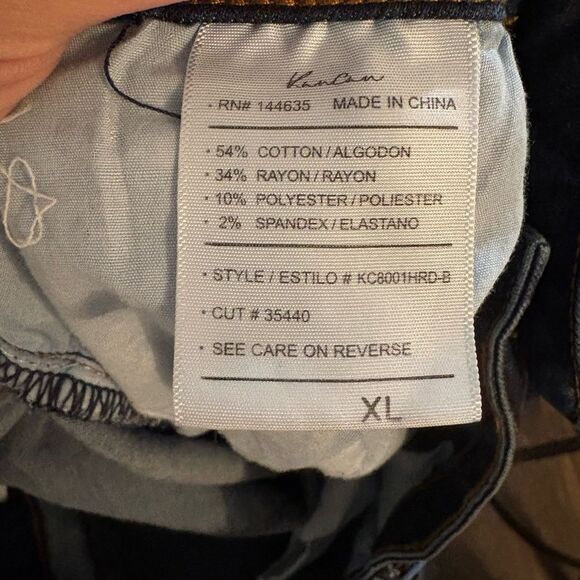 KanCan
· RN# 144635 MADE IN CHINA
· 54% COTTON/ALGODON
· 34% RAYON/RAYON
· 10% POLYESTER/POLIESTER
· 2% SPANDEX/ELASTANO
· STYLE / ESTILO # KC8001HRD-B
· CUT # 35440
· SEE CARE ON REVERSE
XL